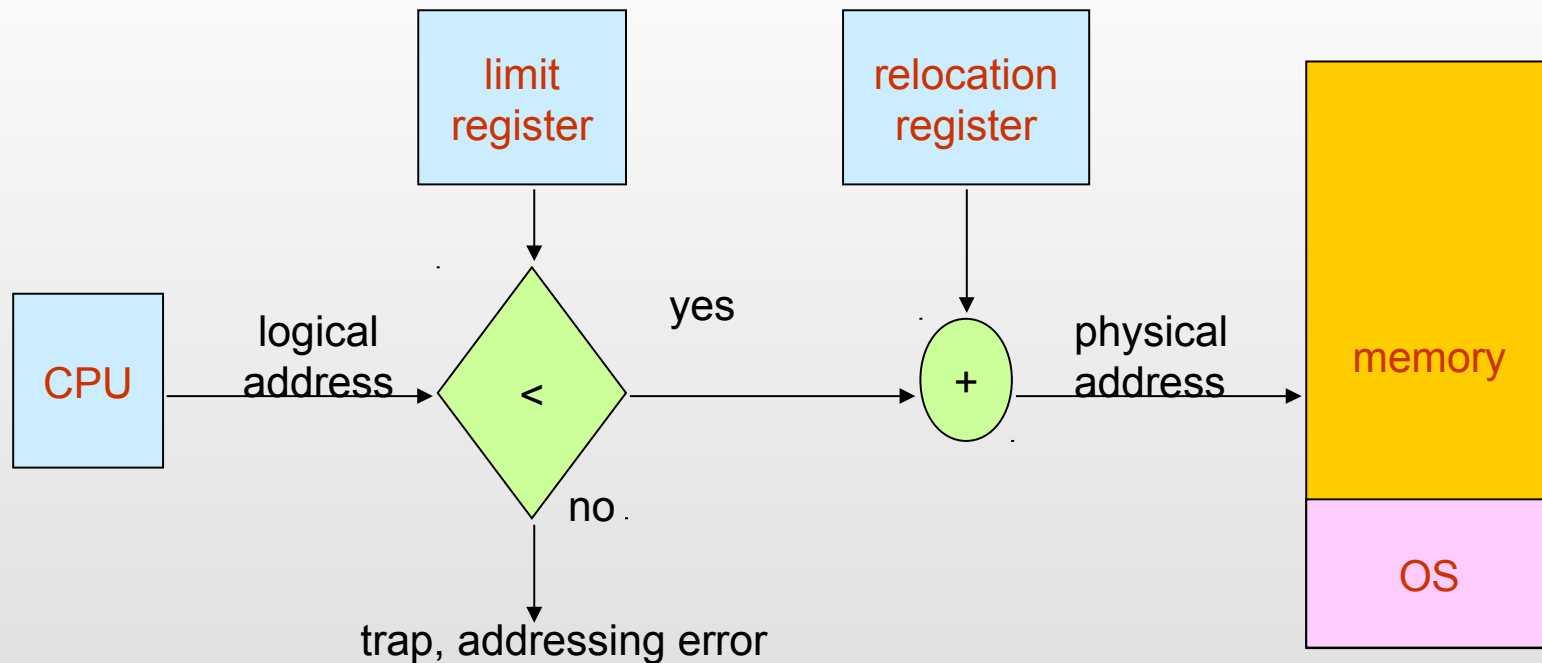 limit
register
relocation
register
CPU
logical
address
<
yes
+
physical
address
memory
no
OS
trap, addressing error